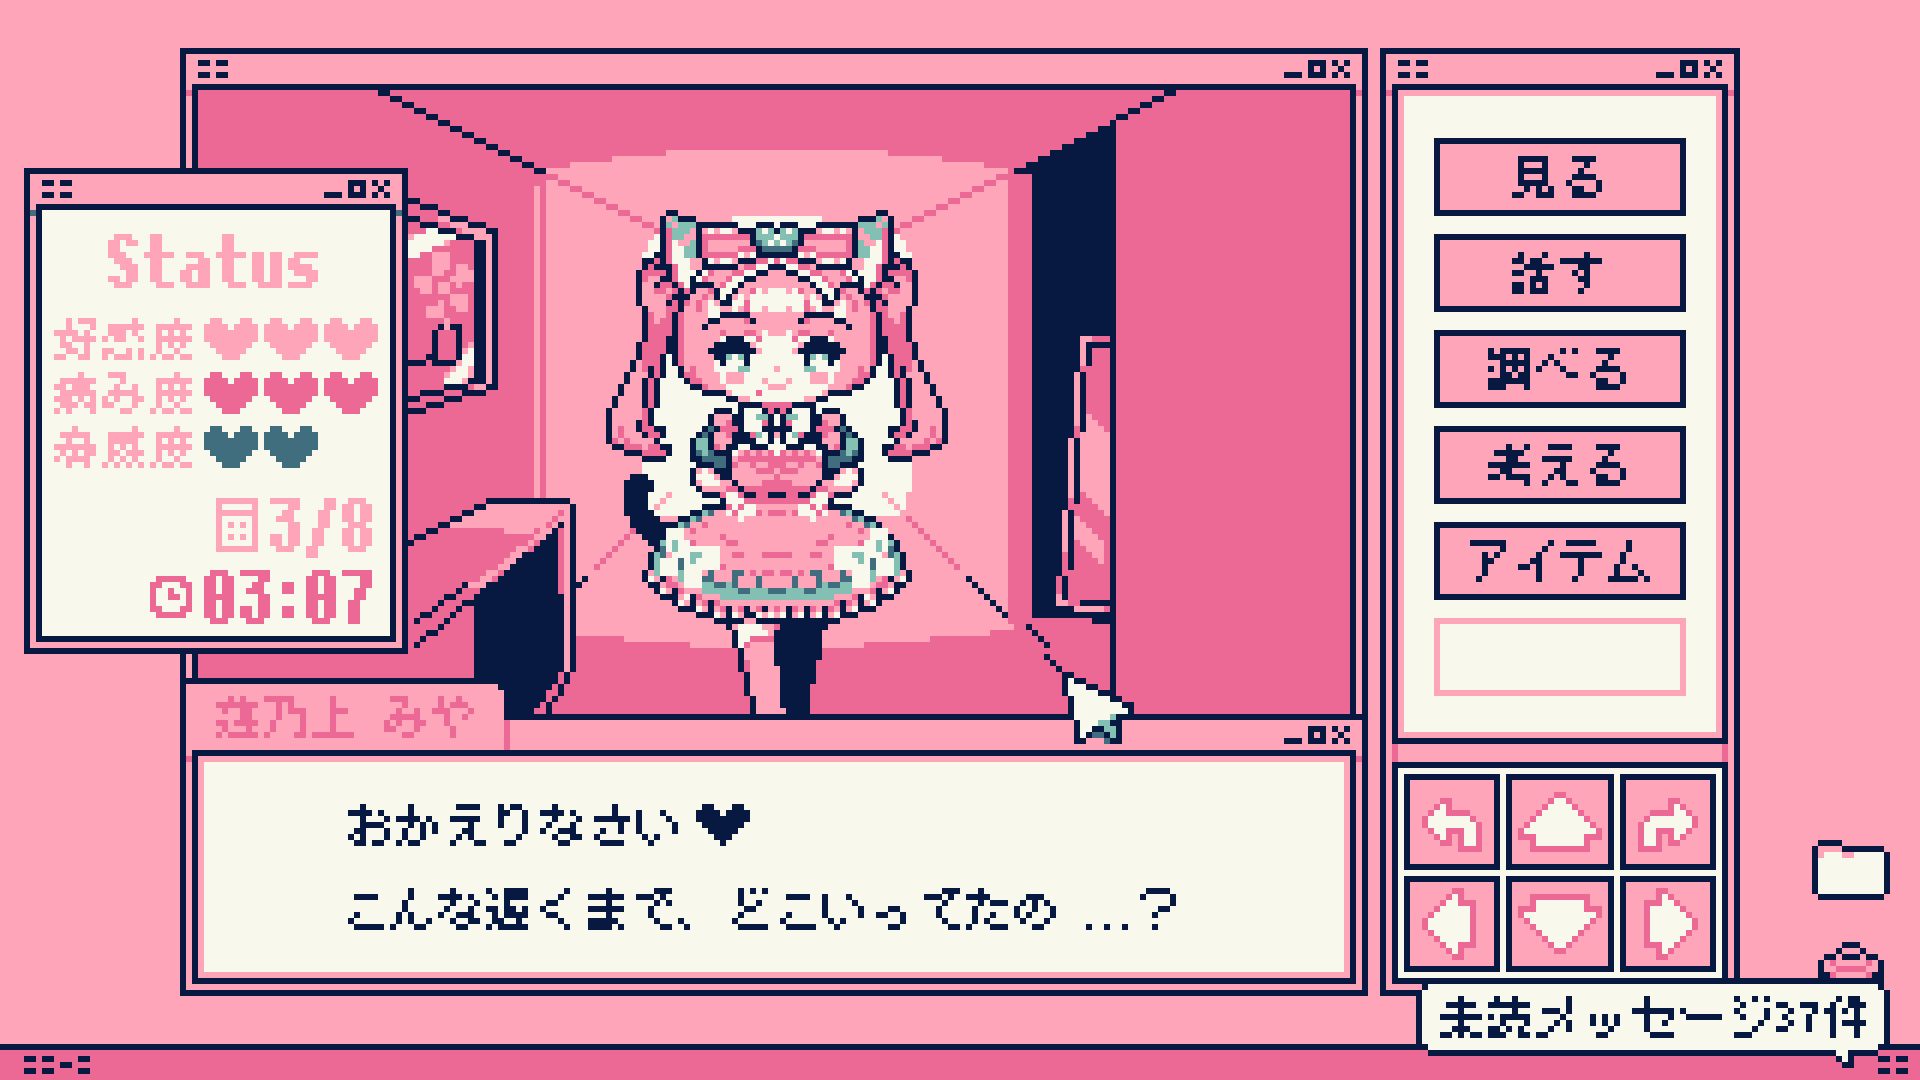 Status
好感度
病み度
毒感度
3/8
03:07
蓮乃上 みや
おかえりなさい♥
こんな遅くまで、どこいってたの …?
見る
話す
調べる
考える
アイテム
未読メッセージ37件